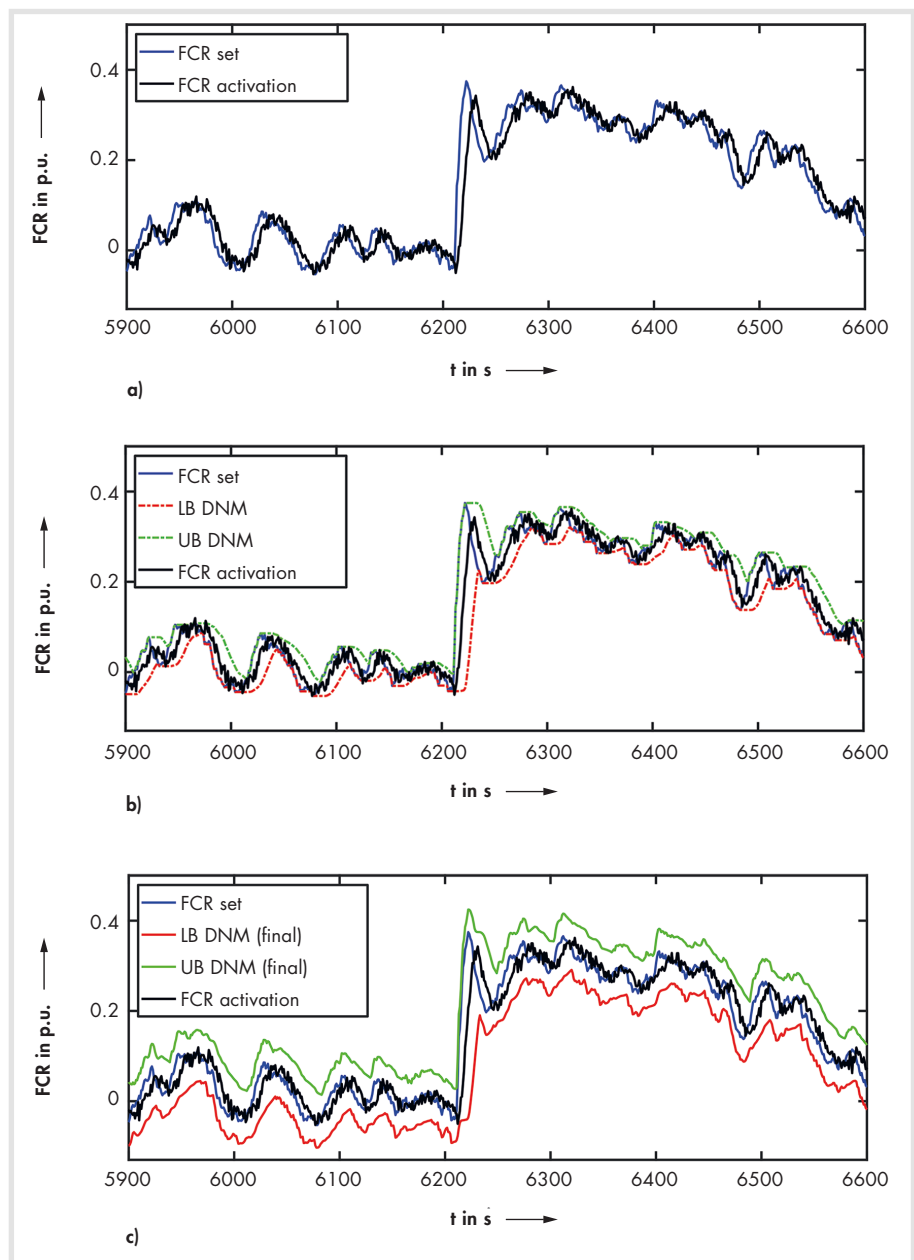 FCR set
FCR activation
0.4
0.2
0
FCR in p.u.
5900 6000 6100 6200 6300 6400 6500 6600
t in s
a)
FCR set
LB DNM
UB DNM
FCR activation
0.4
0.2
0
FCR in p.u.
5900 6000 6100 6200 6300 6400 6500 6600
t in s
b)
FCR set
LB DNM (final)
UB DNM (final)
FCR activation
0.4
0.2
0
FCR in p.u.
5900 6000 6100 6200 6300 6400 6500 6600
t in s
c)